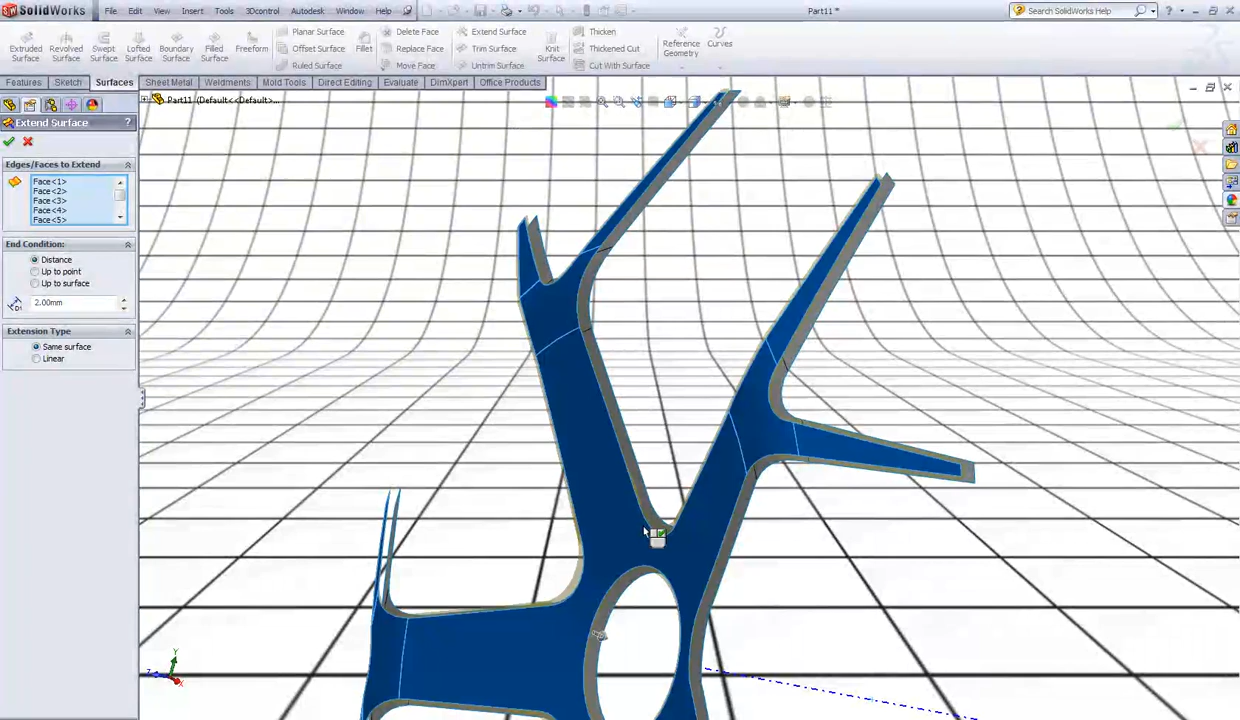 SolidWorks File Edit View Insert Tools 3Dcontrol Autodesk Window Help Part11 * Search SolidWorks Help
Extruded Surface
Revolved Surface
Swept Surface
Lofted Surface
Boundary Surface
Filled Surface
Freeform
Planar Surface
Offset Surface
Ruled Surface
Fillet
Delete Face
Replace Face
Move Face
Extend Surface
Trim Surface
Untrim Surface
Knit Surface
Thicken
Thickened Cut
Cut With Surface
Reference Geometry
Curves
Features Sketch Surfaces Sheet Metal Weldments Mold Tools Direct Editing Evaluate DimXpert Office Products
Part11 (Default<<Default>...
Extend Surface ?
Edges/Faces to Extend
Face<1>
Face<2>
Face<3>
Face<4>
Face<5>
End Condition:
Distance
Up to point
Up to surface
D1 2.00mm
Extension Type
Same surface
Linear
Y
Z
X